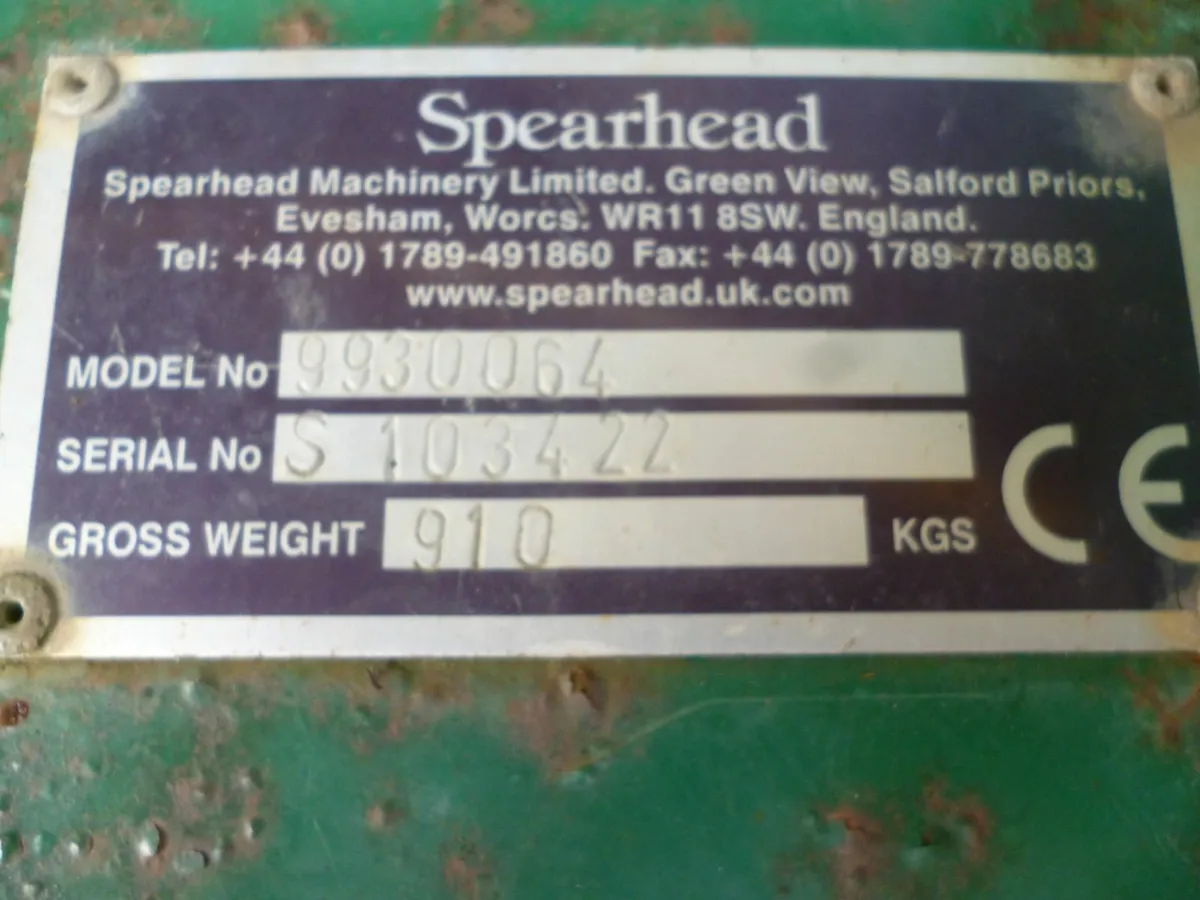 Spearhead
Spearhead Machinery Limited. Green View, Salford Priors,
Evesham, Worcs. WR11 8SW. England.
Tel: +44 (0) 1789-491860 Fax: +44 (0) 1789-778683
www.spearhead.uk.com
MODEL No 9930064
SERIAL No S 103422
GROSS WEIGHT 910 KGS
CE